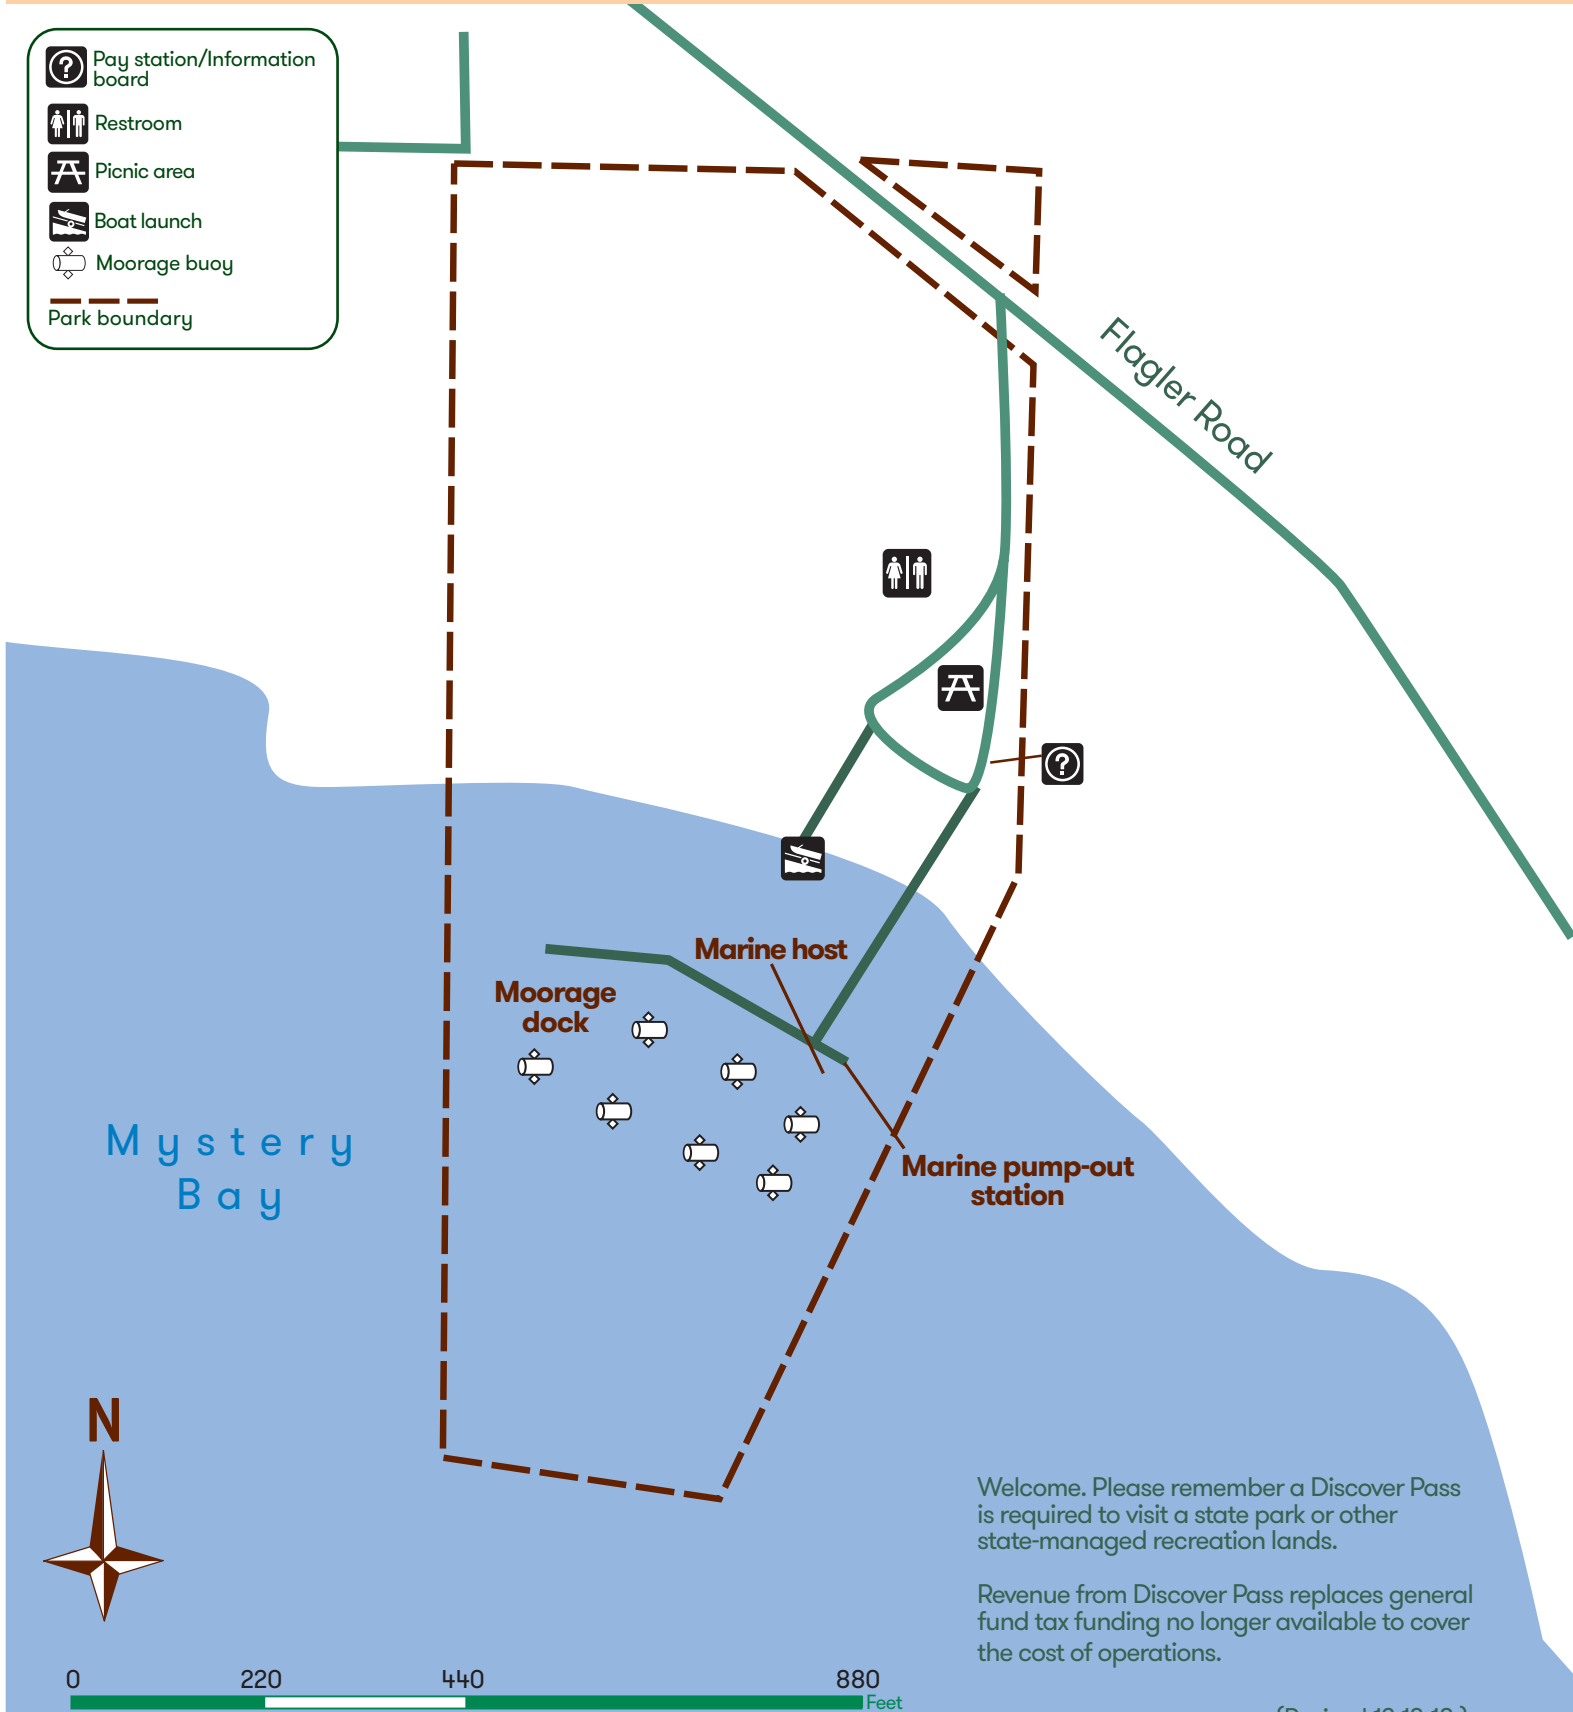 Pay station/Information
board
Restroom
Picnic area
Boat launch
Moorage buoy
Park boundary
Flagler Road
Marine host
Moorage
dock
Marine pump-out
station
Mystery
Bay
N
Welcome. Please remember a Discover Pass
is required to visit a state park or other
state-managed recreation lands.
Revenue from Discover Pass replaces general
fund tax funding no longer available to cover
the cost of operations.
0 220 440 880
Feet